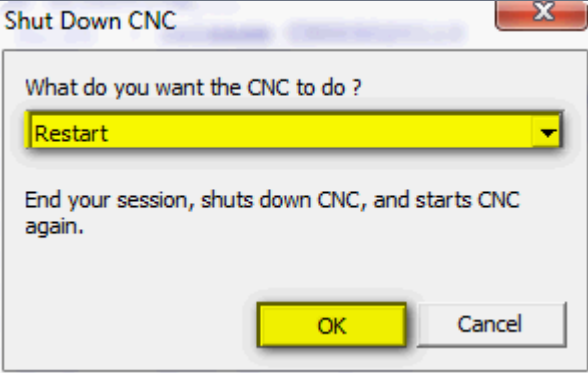 Shut Down CNC
What do you want the CNC to do ?
Restart
End your session, shuts down CNC, and starts CNC
again.
OK
Cancel